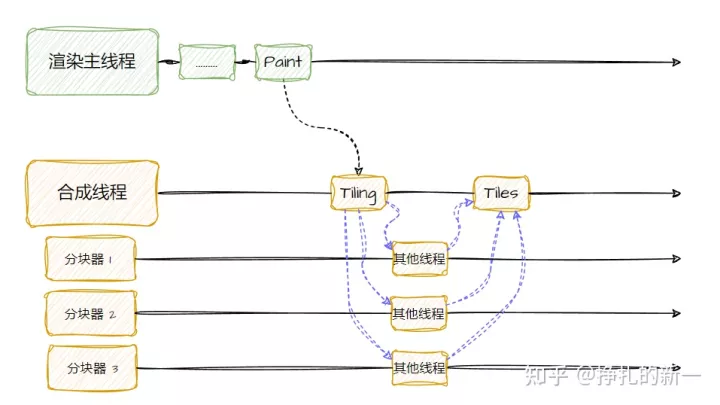 渲染主线程
.........
Paint
合成线程
Tiling
Tiles
分块器 1
其他线程
分块器 2
其他线程
分块器 3
其他线程
知乎 @挣扎的新一